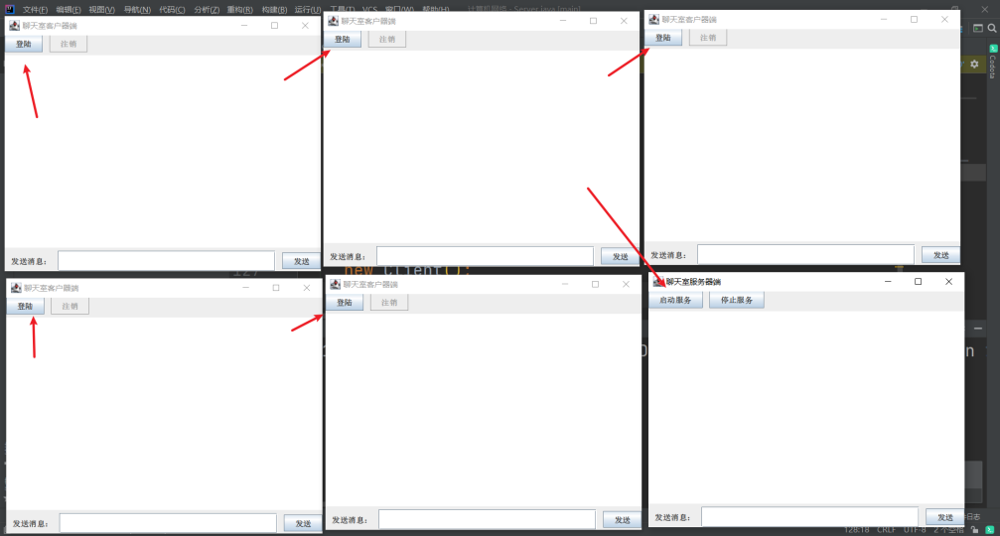 文件(F) 编辑(E) 视图(V) 导航(N) 代码(C) 分析(Z) 重构(R) 构建(B) 运行(U) 工具(T) VCS 窗口(W) 帮助(H) 计算机网络 - Server.java [main]
聊天室客户器端
登陆 注销
发送消息: 发送
聊天室客户器端
登陆 注销
发送消息: 发送
聊天室客户器端
登陆 注销
发送消息: 发送
Codota
127 new Client();
聊天室客户器端
登陆 注销
发送消息: 发送
聊天室客户器端
登陆 注销
发送消息: 发送
聊天室服务器端
启动服务 停止服务
发送消息: 发送
n
日志
128:18 CRLF UTF-8 2 个空格